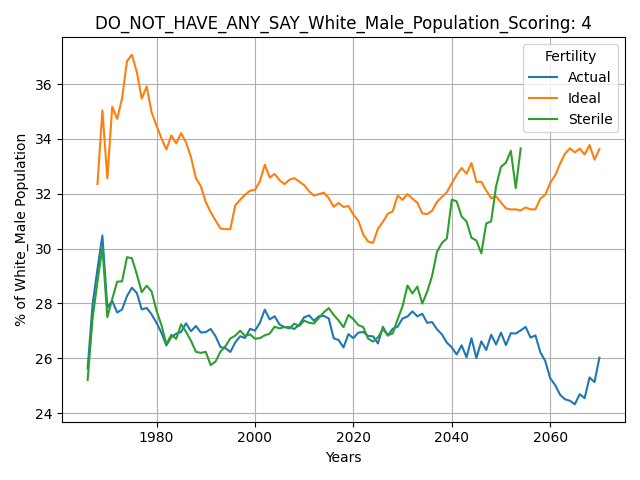 DO_NOT_HAVE_ANY_SAY_White_Male_Population_Scoring: 4
% of White_Male Population
36
34
32
30
28
26
24
Fertility
Actual
Ideal
Sterile
1980 2000 2020 2040 2060
Years